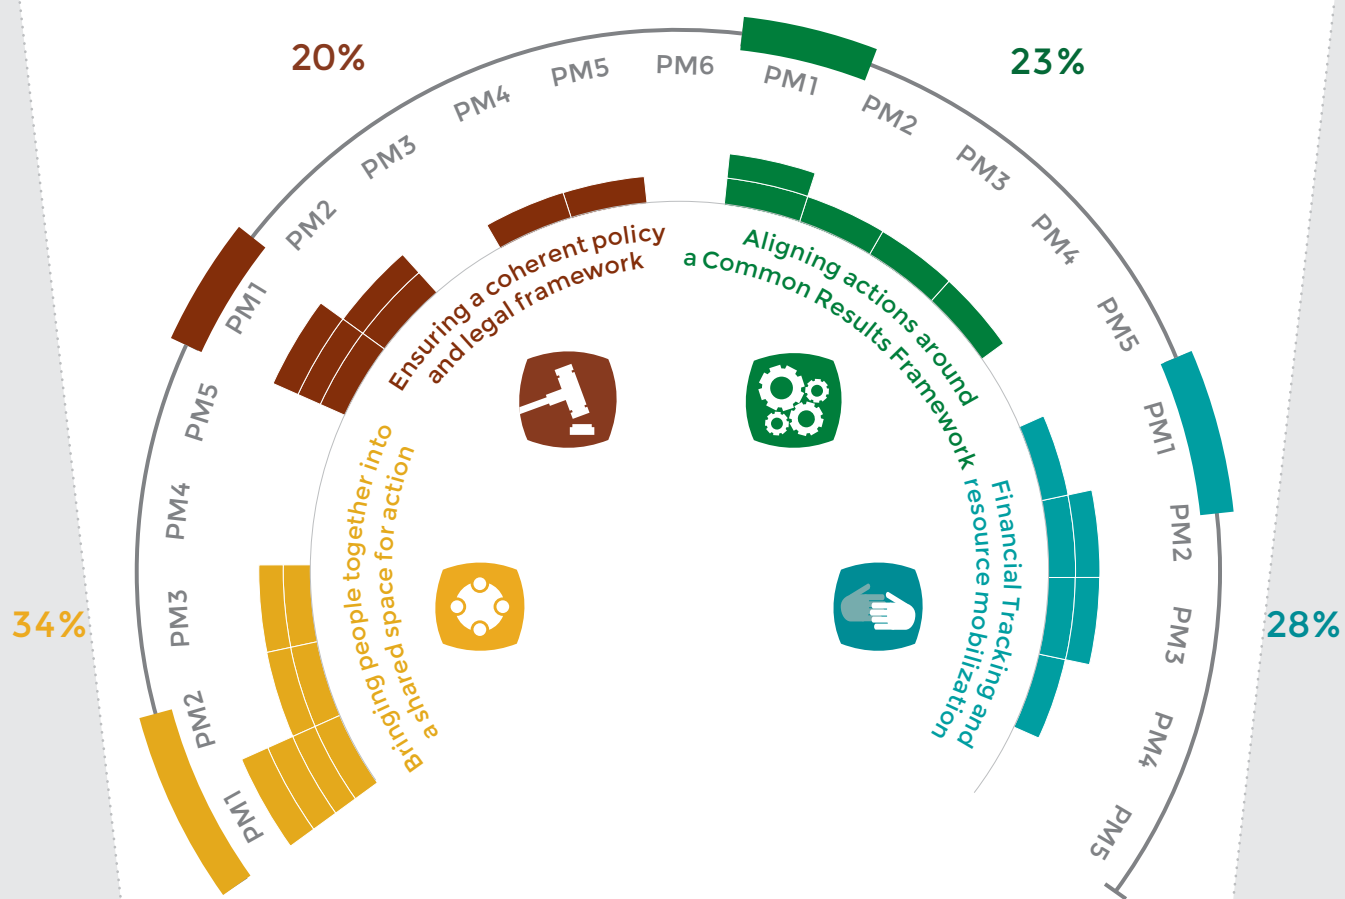 20%
23%
34%
28%
PM1
PM2
PM3
PM4
PM5
PM1
PM2
PM3
PM4
PM5
PM6
PM1
PM2
PM3
PM4
PM5
PM1
PM2
PM3
PM4
PM5
Bringing people together into
a shared space for action
Ensuring a coherent policy
and legal framework
Aligning actions around
a Common Results Framework
Financial Tracking and
resource mobilization